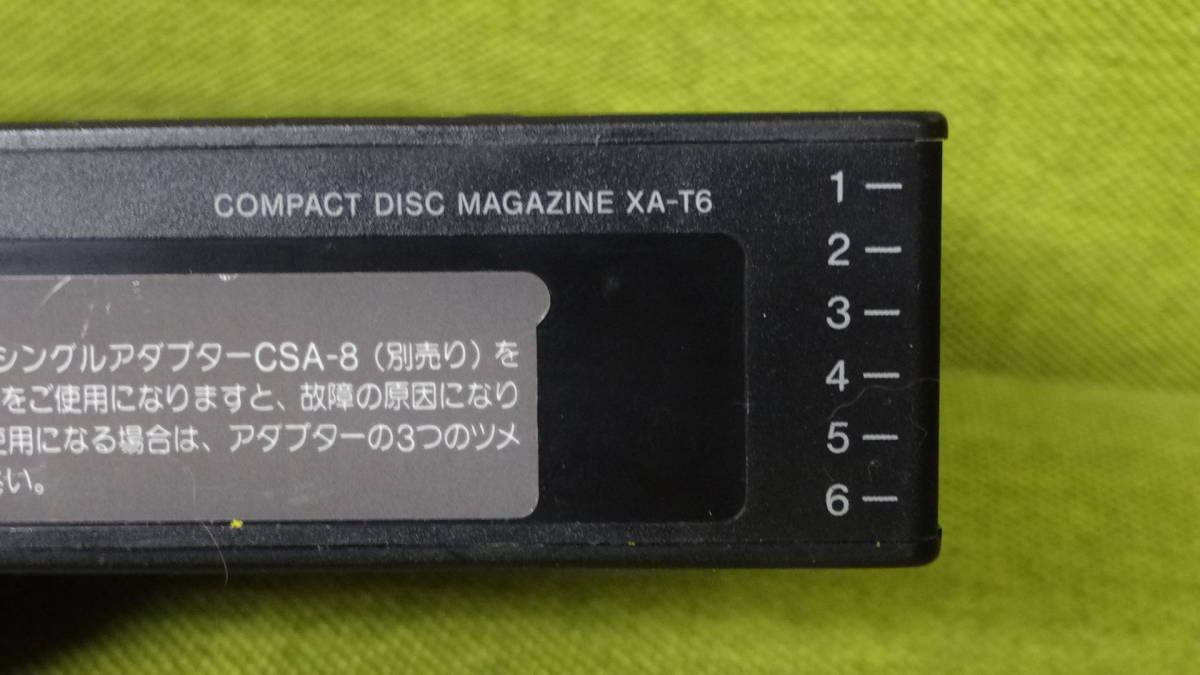 COMPACT DISC MAGAZINE XA-T6
1
2
3
4
5
6
シングルアダプターCSA-8(別売り)を
をご使用になりますと、故障の原因になり
使用になる場合は、アダプターの3つのツメ
さい。